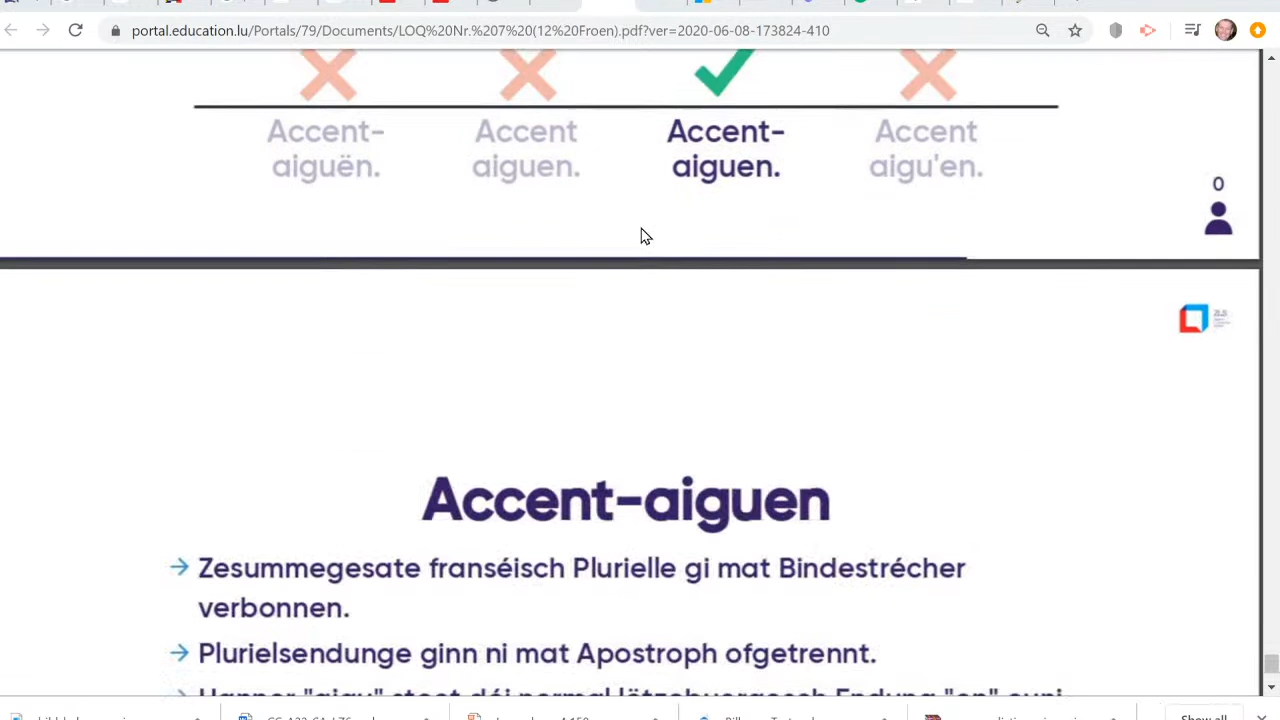 portal.education.lu/Portals/79/Documents/LOQ%20Nr.%207%20(12%20Froen).pdf?ver=2020-06-08-173824-410
Accent-
aiguën.
Accent
aiguen.
Accent-
aiguen.
Accent
aigu'en.
0
Accent-aiguen
→ Zesummegesate franséisch Plurielle gi mat Bindestrécher
verbonnen.
→ Plurielsendunge ginn ni mat Apostroph ofgetrennt.
Show all